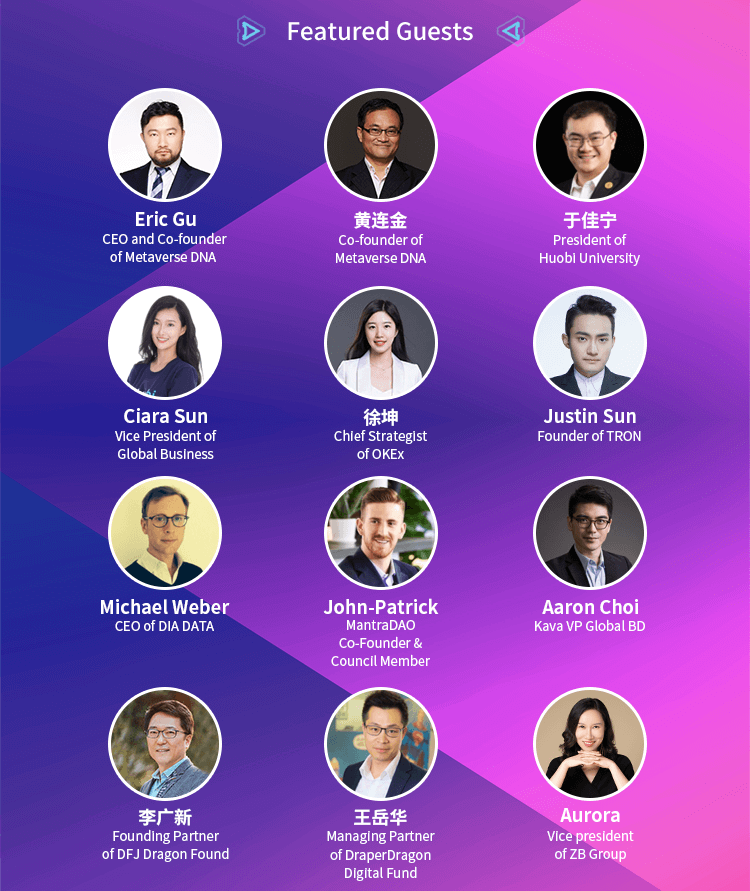 Featured Guests
Eric Gu
CEO and Co-founder
of Metaverse DNA
黄连金
Co-founder of
Metaverse DNA
于佳宁
President of
Huobi University
Ciara Sun
Vice President of
Global Business
徐坤
Chief Strategist
of OKEx
Justin Sun
Founder of TRON
Michael Weber
CEO of DIA DATA
John-Patrick
MantraDAO
Co-Founder &
Council Member
Aaron Choi
Kava VP Global BD
李广新
Founding Partner
of DFJ Dragon Found
王岳华
Managing Partner
of DraperDragon
Digital Fund
Aurora
Vice president
of ZB Group